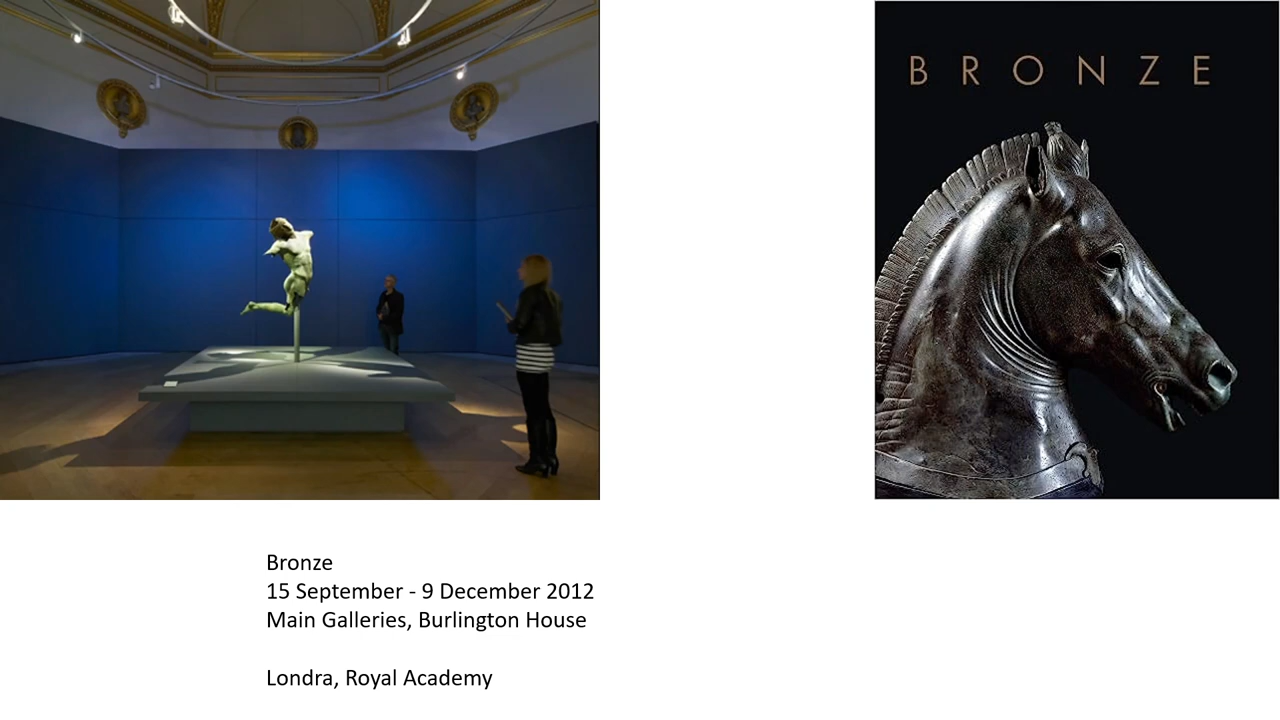 B R O N Z E
Bronze
15 September - 9 December 2012
Main Galleries, Burlington House
Londra, Royal Academy